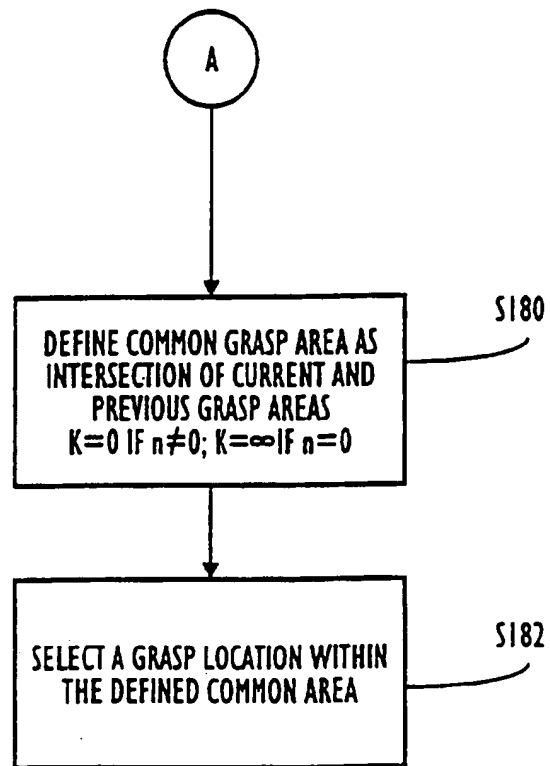 A
S180
DEFINE COMMON GRASP AREA AS
INTERSECTION OF CURRENT AND
PREVIOUS GRASP AREAS
K=0 IF n≠0; K=∞ IF n=0
S182
SELECT A GRASP LOCATION WITHIN
THE DEFINED COMMON AREA